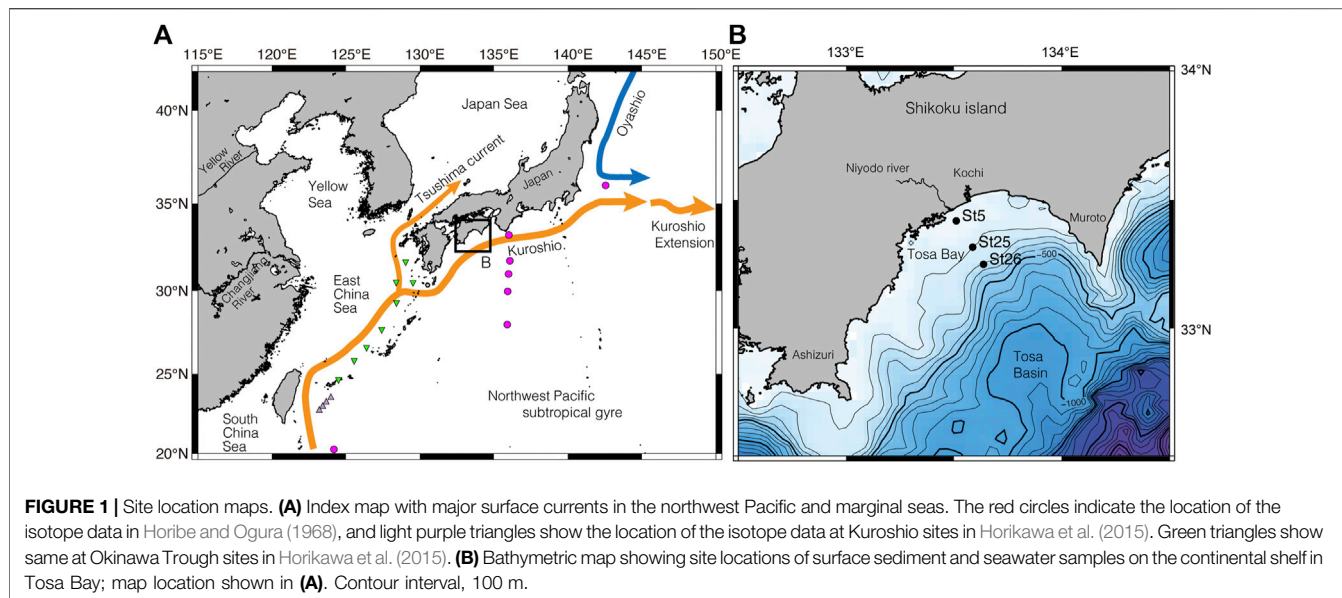 A
115°E 120°E 125°E 130°E 135°E 140°E 145°E 150°E
40°N
35°N
30°N
25°N
20°N
Japan Sea
Oyashio
Yellow
River
Yellow
Sea
Tsushima current
Japan
Kuroshio
Extension
Kuroshio
B
Changjiang
River
East
China
Sea
Northwest Pacific
subtropical gyre
South
China
Sea
B
133°E 134°E
34°N
33°N
Shikoku island
Niyodo river
Kochi
St5
Muroto
St25
Tosa Bay
St26
−500
Ashizuri
Tosa
Basin
−1000
FIGURE 1 | Site location maps. (A) Index map with major surface currents in the northwest Pacific and marginal seas. The red circles indicate the location of the
isotope data in Horibe and Ogura (1968), and light purple triangles show the location of the isotope data at Kuroshio sites in Horikawa et al. (2015). Green triangles show
same at Okinawa Trough sites in Horikawa et al. (2015). (B) Bathymetric map showing site locations of surface sediment and seawater samples on the continental shelf in
Tosa Bay; map location shown in (A). Contour interval, 100 m.